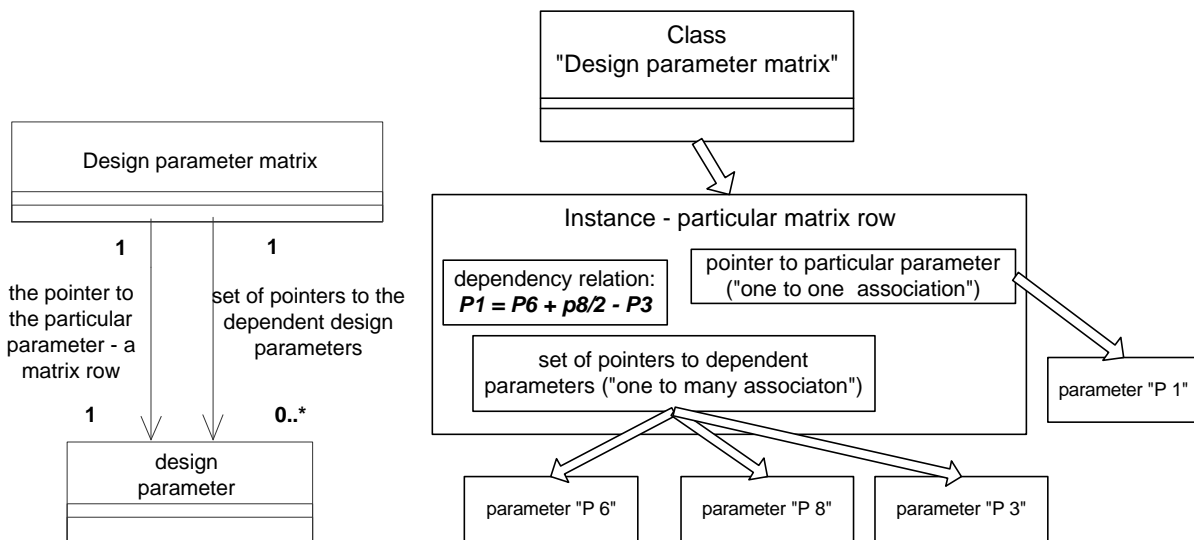 Design parameter matrix
1
1
the pointer to
the particular
parameter - a
matrix row
set of pointers to the
dependent design
parameters
1
0..*
design
parameter
Class
"Design parameter matrix"
Instance - particular matrix row
dependency relation:
P1 = P6 + p8/2 - P3
pointer to particular parameter
("one to one association")
set of pointers to dependent
parameters ("one to many associaton")
parameter "P 1"
parameter "P 6"
parameter "P 8"
parameter "P 3"